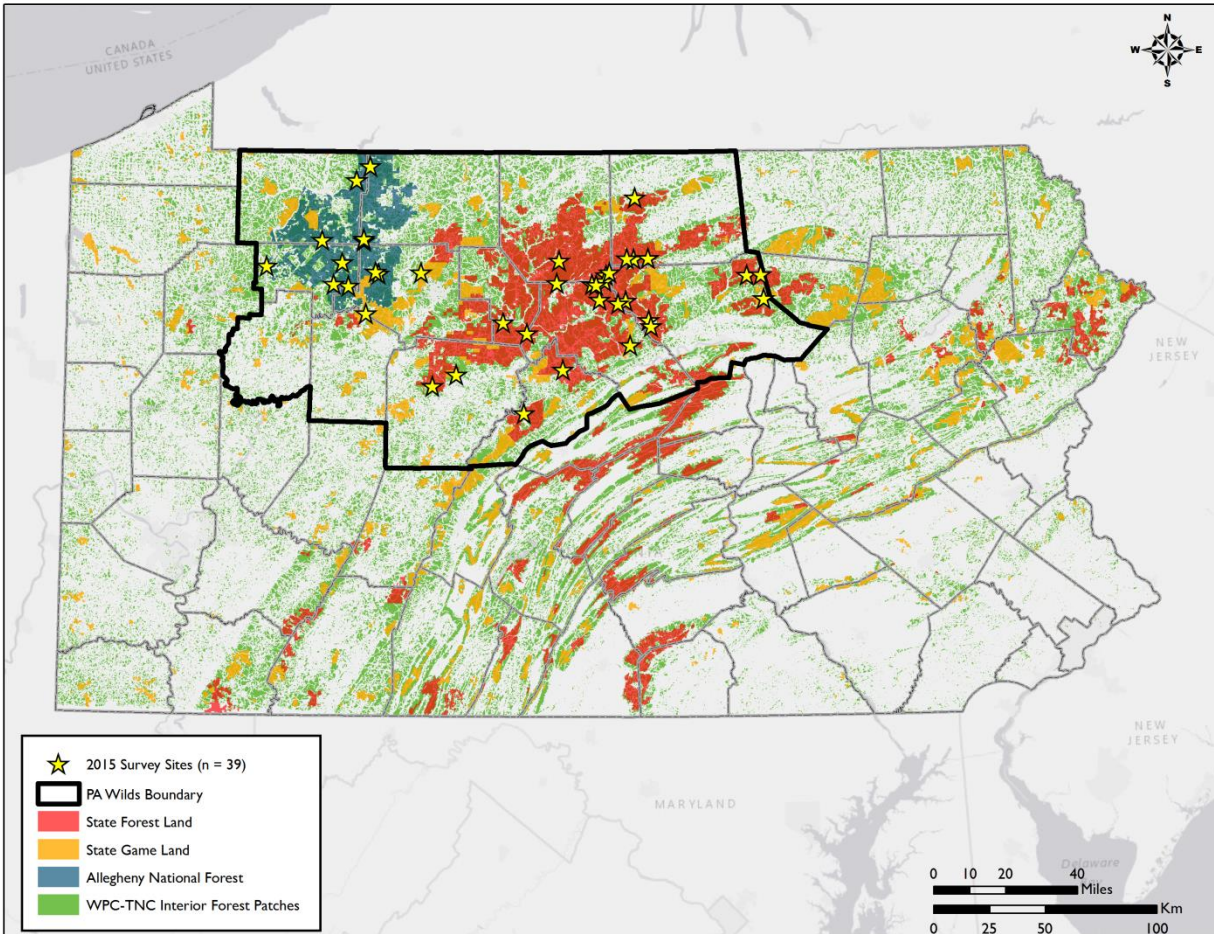 CANADA
UNITED STATES
N
W E
S
NEW
JERSEY
NEW
JERSEY
MARYLAND
Delaware
Bay
2015 Survey Sites (n = 39)
PA Wilds Boundary
State Forest Land
State Game Land
Allegheny National Forest
WPC-TNC Interior Forest Patches
0 10 20 40
Miles
Km
0 25 50 100